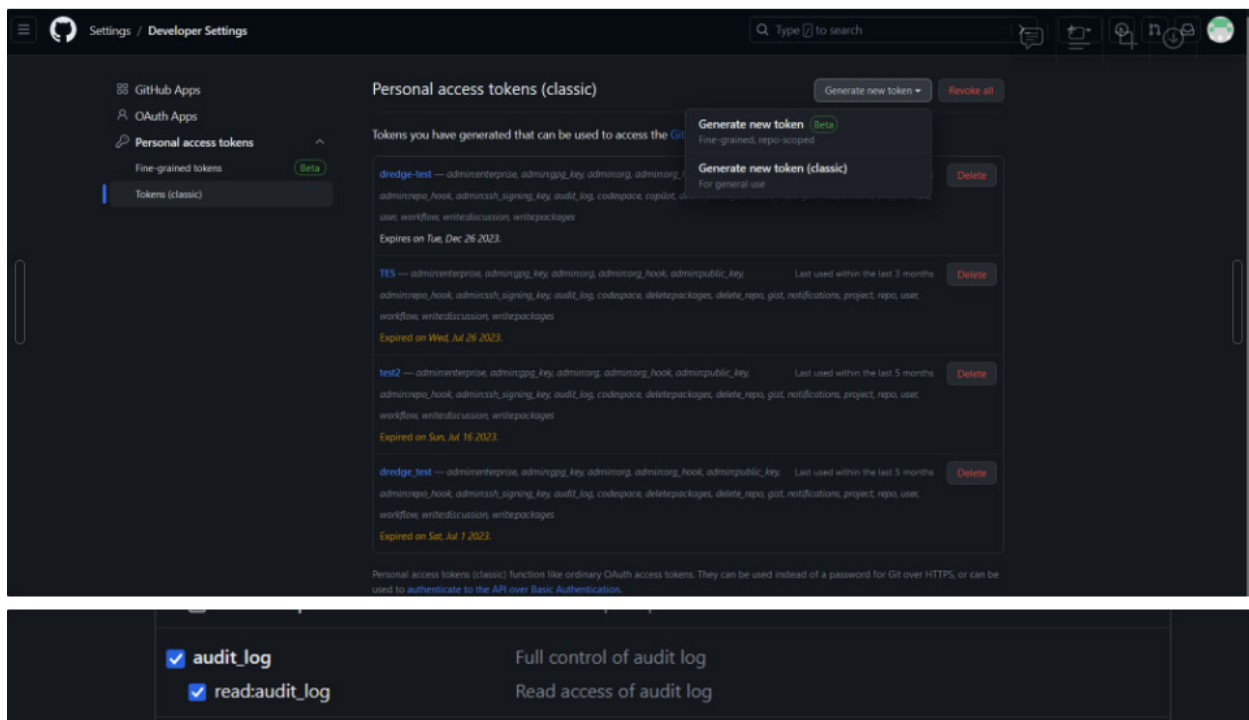 Settings / Developer Settings
Type / to search
GitHub Apps
OAuth Apps
Personal access tokens
Fine-grained tokens Beta
Tokens (classic)
Personal access tokens (classic)
Generate new token
Revoke all
Generate new token Beta
Fine-grained, repo-scoped
Generate new token (classic)
For general use
Tokens you have generated that can be used to access the
dredge-test — admin:enterprise, admin:gpg_key, admin:org,
Delete
admin:repo_hook, admin:ssh_signing_key, audit_log, codespace, copilot,
user, workflow, write:discussion, write:packages
Expires on Tue, Dec 26 2023.
TES — admin:enterprise, admin:gpg_key, admin:org, admin:org_hook, admin:public_key, Last used within the last 3 months Delete
admin:repo_hook, admin:ssh_signing_key, audit_log, codespace, delete:packages, delete_repo, gist, notifications, project, repo, user,
workflow, write:discussion, write:packages
Expired on Wed, Jul 26 2023.
test2 — admin:enterprise, admin:gpg_key, admin:org, admin:org_hook, admin:public_key, Last used within the last 5 months Delete
admin:repo_hook, admin:ssh_signing_key, audit_log, codespace, delete:packages, delete_repo, gist, notifications, project, repo, user,
workflow, write:discussion, write:packages
Expired on Sun, Jul 16 2023.
dredge_test — admin:enterprise, admin:gpg_key, admin:org, admin:org_hook, admin:public_key, Last used within the last 5 months Delete
admin:repo_hook, admin:ssh_signing_key, audit_log, codespace, delete:packages, delete_repo, gist, notifications, project, repo, user,
workflow, write:discussion, write:packages
Expired on Sat, Jul 1 2023.
Personal access tokens (classic) function like ordinary OAuth access tokens. They can be used instead of a password for Git over HTTPS, or can be
used to authenticate to the API over Basic Authentication.
audit_log Full control of audit log
read:audit_log Read access of audit log